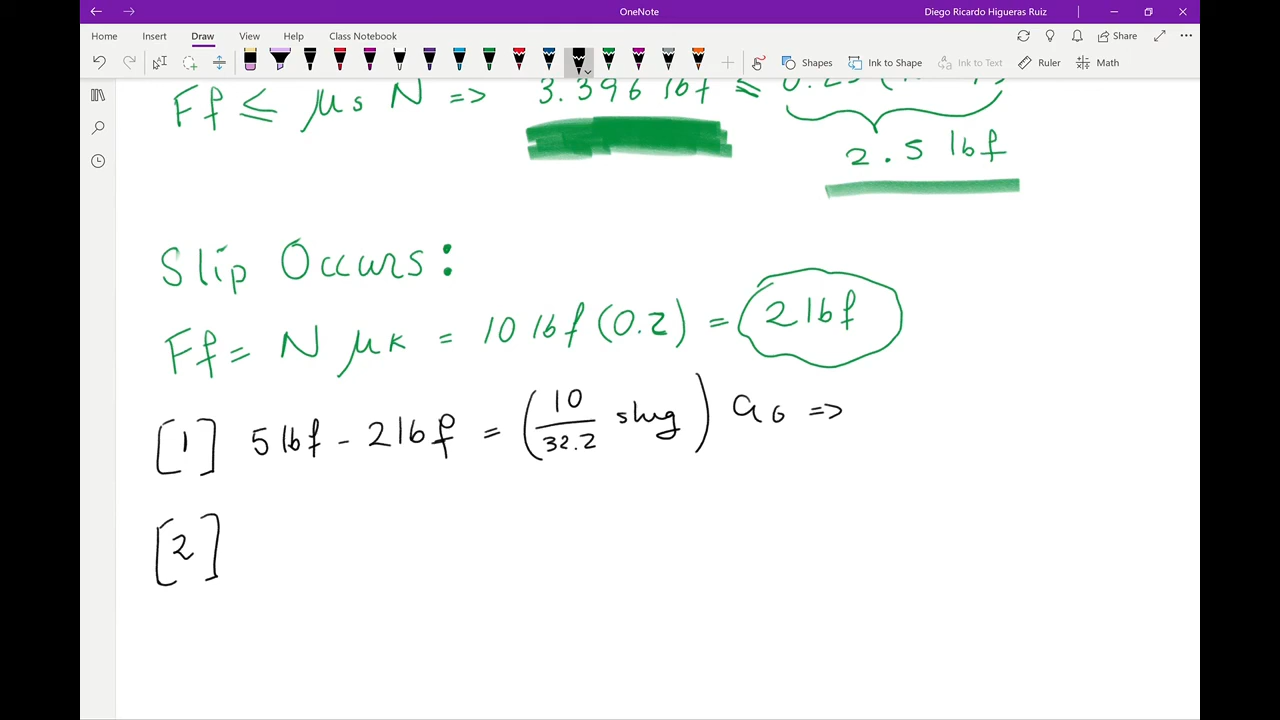 OneNote
Diego Ricardo Higueras Ruiz
Home Insert Draw View Help Class Notebook
Share
Shapes Ink to Shape Ink to Text Ruler Math
Ff ≤ μs N => 3.396 lbf ≤
2.5 lbf
Slip Occurs:
Ff = N μk = 10 lbf (0.2) = 2 lbf
[1] 5 lbf - 2 lbf = (10/32.2 slug) aG =>
[2]